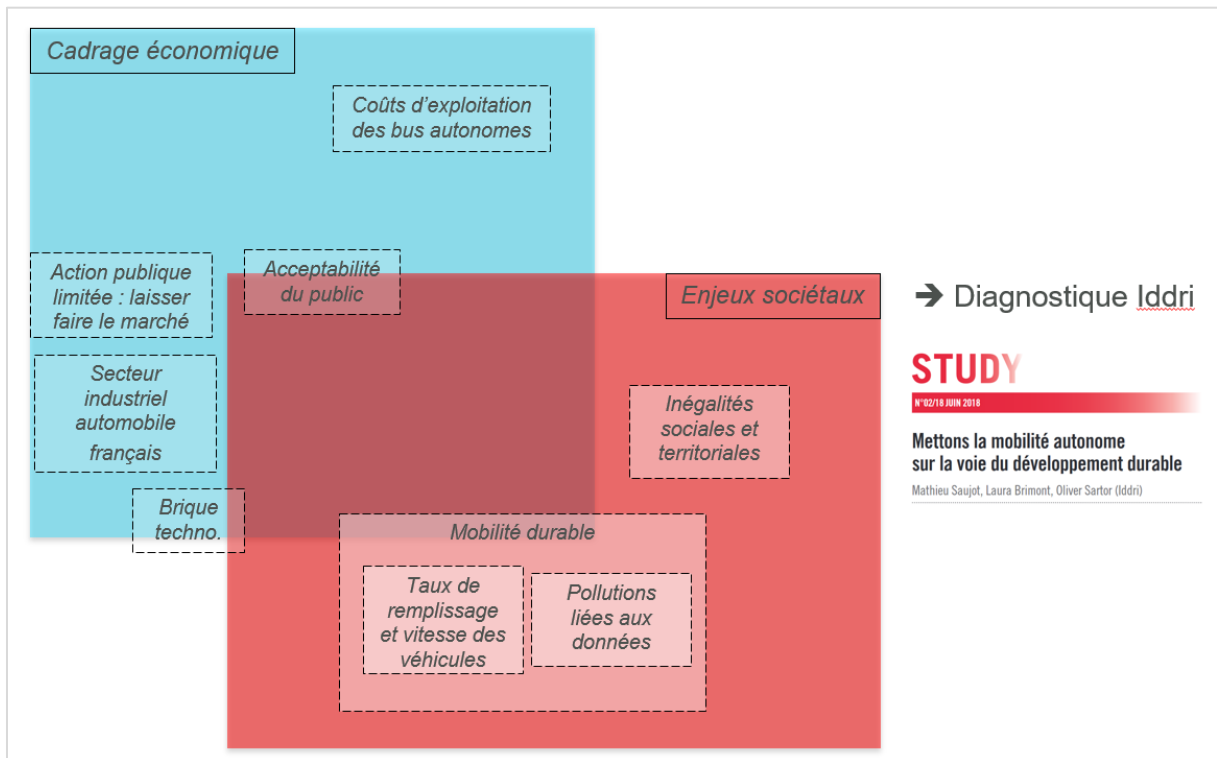 Cadrage économique
Coûts d'exploitation
des bus autonomes
Action publique
limitée : laisser
faire le marché
Acceptabilité
du public
Enjeux sociétaux
Secteur
industriel
automobile
français
Inégalités
sociales et
territoriales
Brique
techno.
Mobilité durable
Taux de
remplissage
et vitesse des
véhicules
Pollutions
liées aux
données
➔ Diagnostique Iddri
STUDY
N°02/18 JUIN 2018
Mettons la mobilité autonome
sur la voie du développement durable
Mathieu Saujot, Laura Brimont, Oliver Sartor (Iddri)